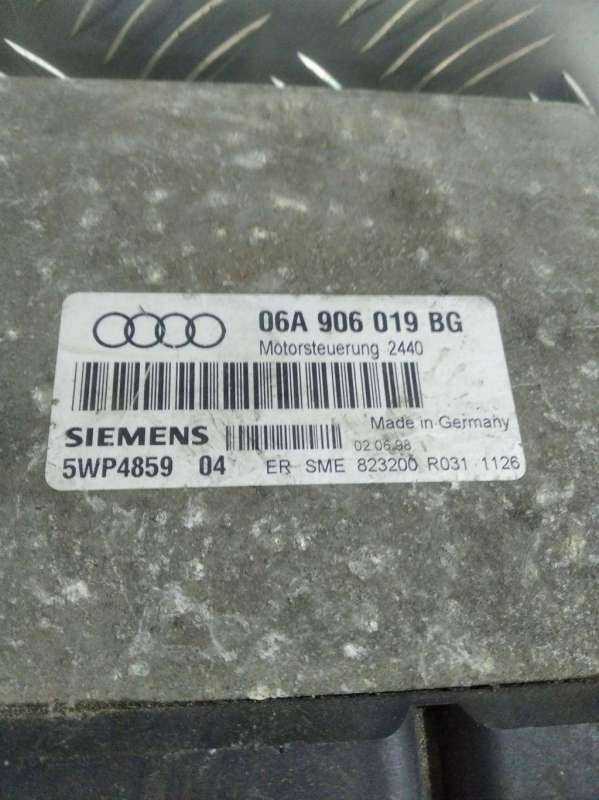 06A 906 019 BG
Motorsteuerung 2440
Made in Germany
SIEMENS 02.06.98
5WP4859 04 ER SME 823200 R031 1126